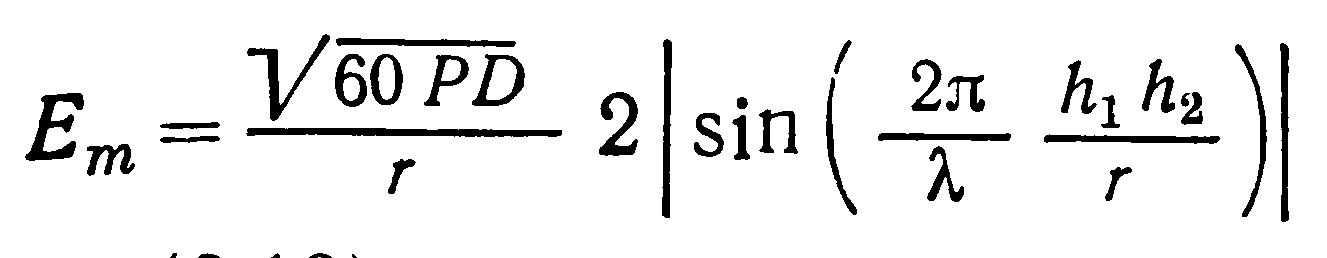 E_m = \frac{\sqrt{60 PD}}{r} 2 \left| \sin \left( \frac{2\pi}{\lambda} \frac{h_1 h_2}{r} \right) \right|